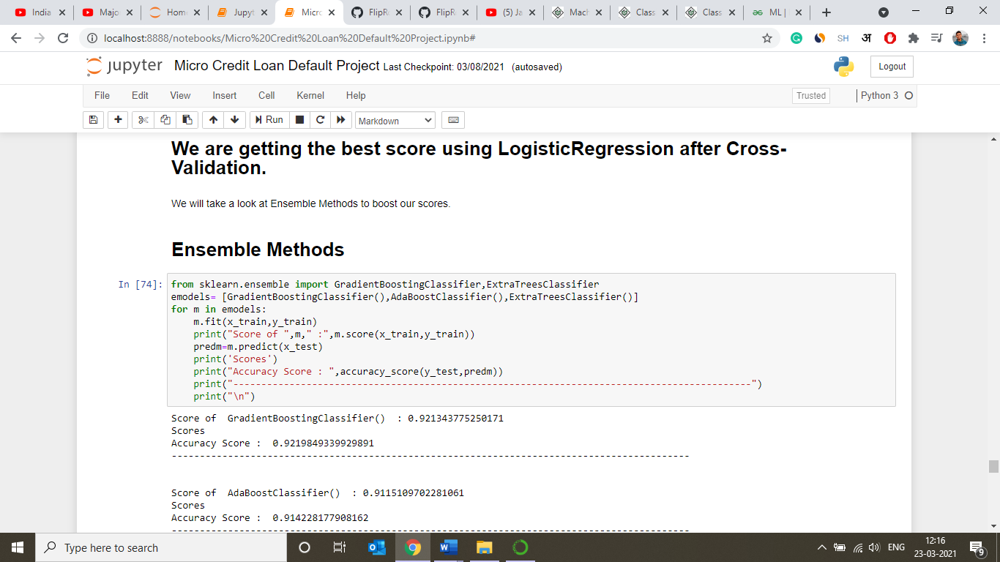 India
Majo
Home
Jupyt
Micro
FlipR
FlipR
(5) Ja
Mach
Class
Class
ML |
localhost:8888/notebooks/Micro%20Credit%20Loan%20Default%20Project.ipynb#
SH
अ
jupyter Micro Credit Loan Default Project Last Checkpoint: 03/08/2021 (autosaved)
Logout
File Edit View Insert Cell Kernel Help
Trusted
Python 3
Run
Markdown
We are getting the best score using LogisticRegression after Cross-
Validation.
We will take a look at Ensemble Methods to boost our scores.
Ensemble Methods
In [74]:
from sklearn.ensemble import GradientBoostingClassifier,ExtraTreesClassifier
emodels= [GradientBoostingClassifier(),AdaBoostClassifier(),ExtraTreesClassifier()]
for m in emodels:
    m.fit(x_train,y_train)
    print("Score of ",m," :",m.score(x_train,y_train))
    predm=m.predict(x_test)
    print('Scores')
    print("Accuracy Score : ",accuracy_score(y_test,predm))
    print("--------------------------------------------------------------------------------------------")
    print("\n")
Score of  GradientBoostingClassifier()  : 0.921343775250171
Scores
Accuracy Score :  0.9219849339929891
--------------------------------------------------------------------------------------------
Score of  AdaBoostClassifier()  : 0.9115109702281061
Scores
Accuracy Score :  0.914228177908162
--------------------------------------------------------------------------------------------
Type here to search
ENG
12:16
23-03-2021
9